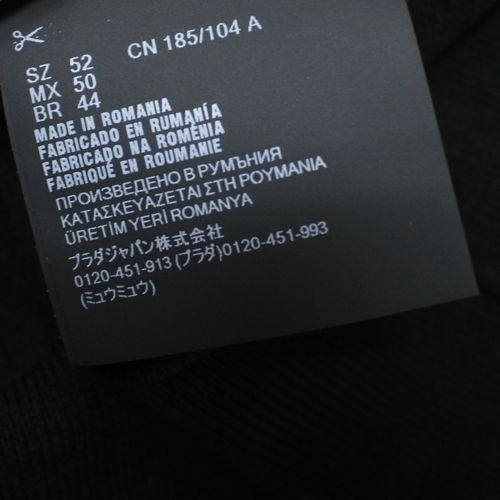 SZ 52 CN 185/104 A
MX 50
BR 44
MADE IN ROMANIA
FABRICADO EN RUMANÍA
FABRICADO NA ROMÉNIA
FABRIQUÉ EN ROUMANIE
ПРОИЗВЕДЕНО В РУМЪНИЯ
ΚΑΤΑΣΚΕΥΑΖΕΤΑΙ ΣΤΗ ΡΟΥΜΑΝΙΑ
ÜRETİM YERİ ROMANYA
プラダジャパン株式会社
0120-451-913 (プラダ)0120-451-993
(ミュウミュウ)